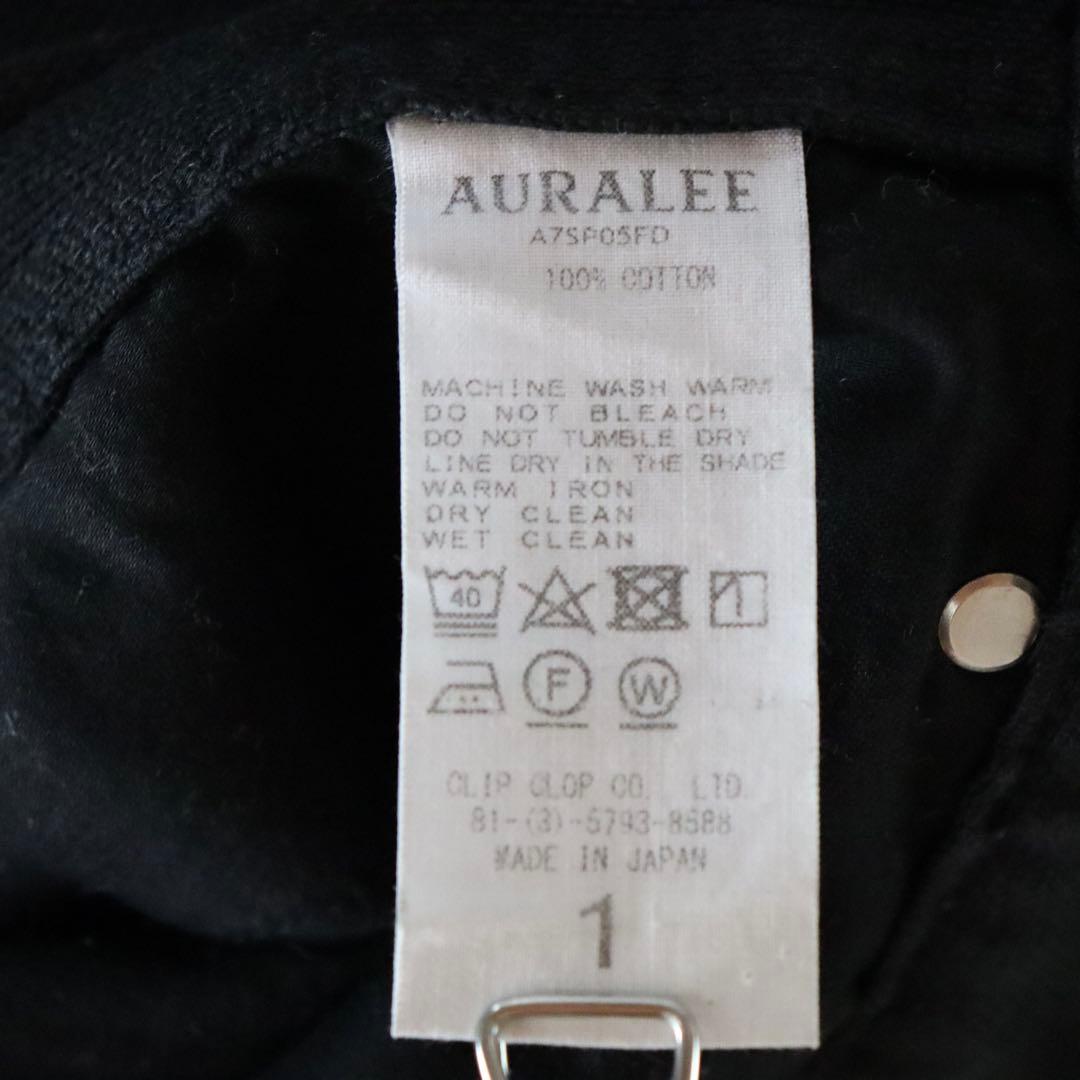 AURALEE
A7SP05FD
100% COTTON
MACHINE WASH WARM
DO NOT BLEACH
DO NOT TUMBLE DRY
LINE DRY IN THE SHADE
WARM IRON
DRY CLEAN
WET CLEAN
40
F W
CLIP CLOP CO. LTD.
81-(3)-5793-8588
MADE IN JAPAN
1